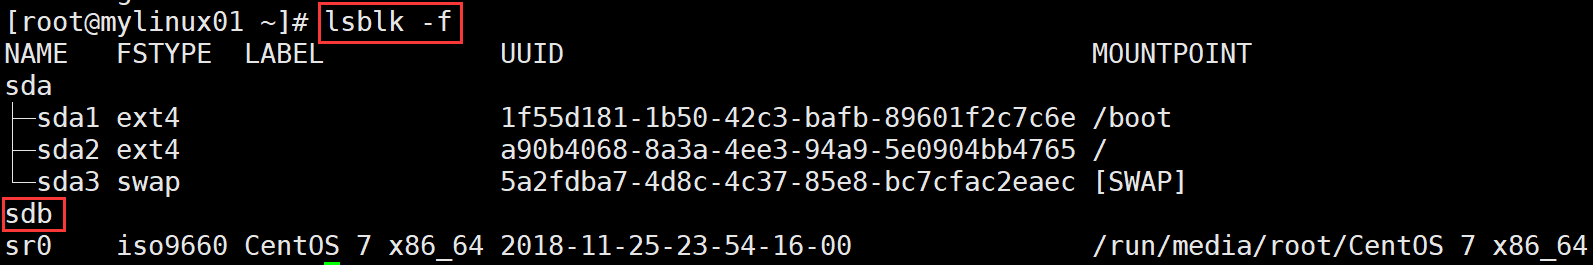 [root@mylinux01 ~]# lsblk -f
NAME   FSTYPE  LABEL           UUID                                 MOUNTPOINT
sda
├─sda1 ext4                    1f55d181-1b50-42c3-bafb-89601f2c7c6e /boot
├─sda2 ext4                    a90b4068-8a3a-4ee3-94a9-5e0904bb4765 /
└─sda3 swap                    5a2fdba7-4d8c-4c37-85e8-bc7cfac2eaec [SWAP]
sdb
sr0    iso9660 CentOS 7 x86_64 2018-11-25-23-54-16-00               /run/media/root/CentOS 7 x86_64